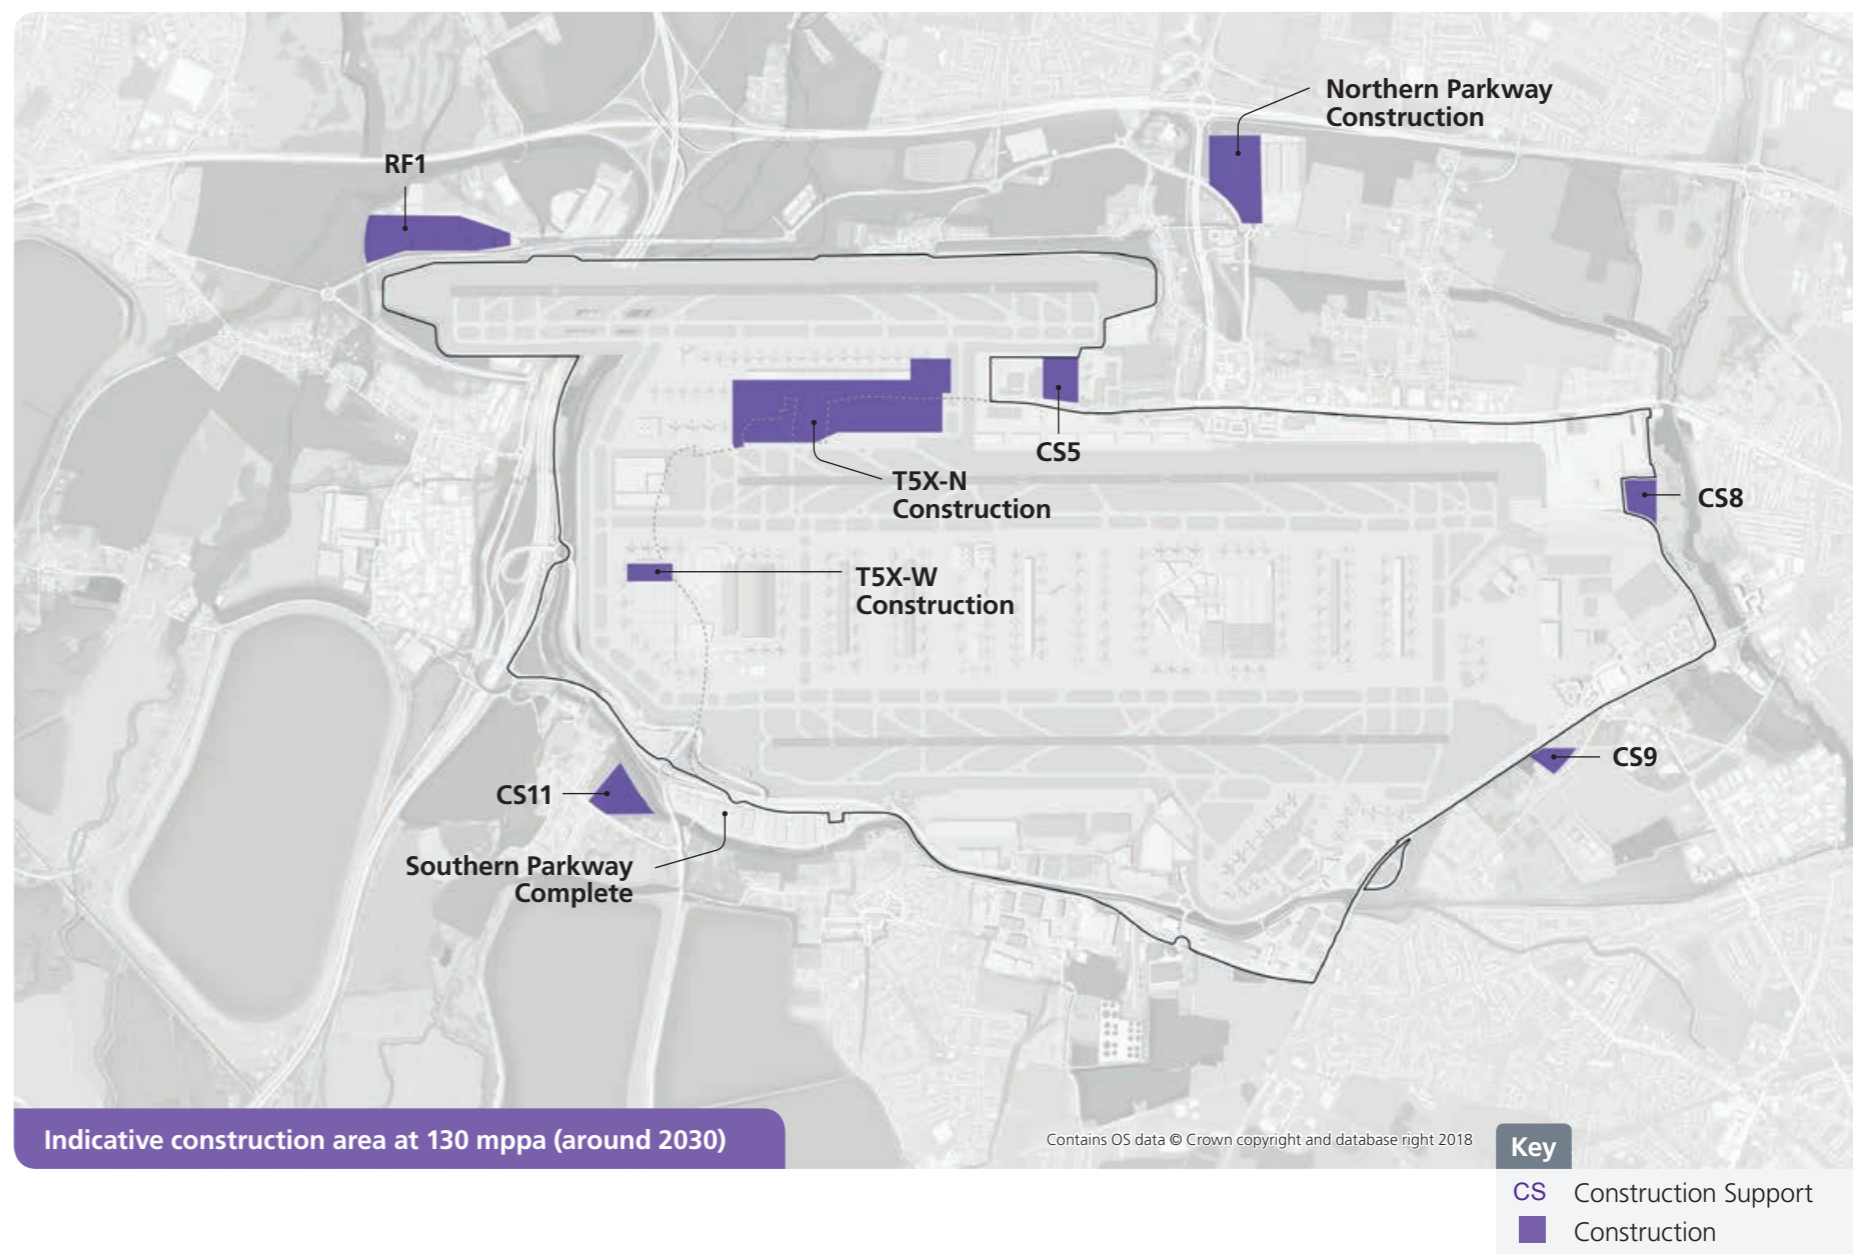 Northern Parkway
Construction
RF1
CS5
T5X-N
Construction
CS8
T5X-W
Construction
CS9
CS11
Southern Parkway
Complete
Indicative construction area at 130 mppa (around 2030)
Contains OS data © Crown copyright and database right 2018
Key
CS Construction Support
Construction